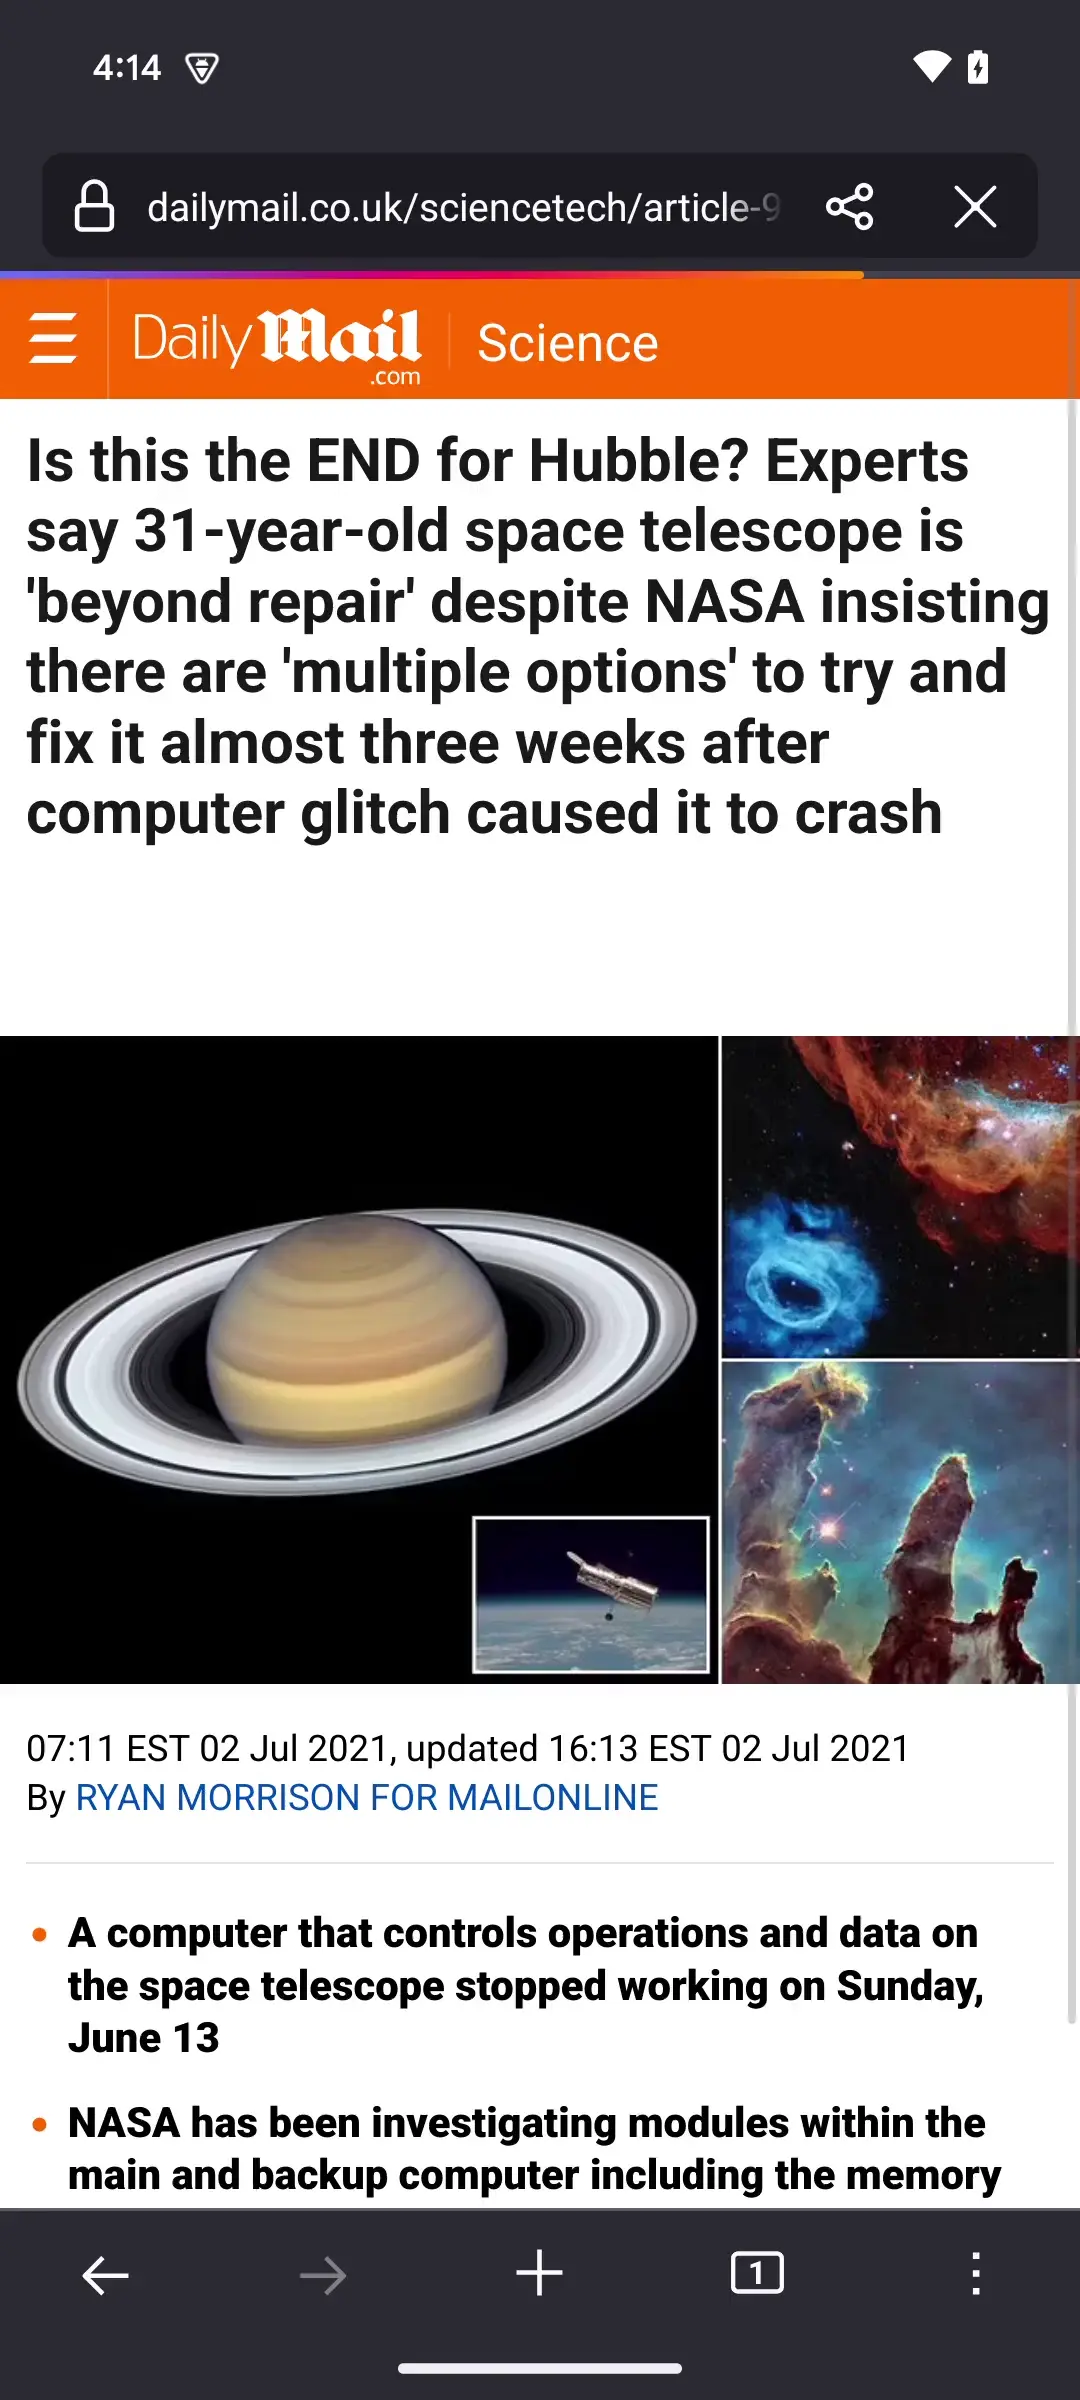 4:14
dailymail.co.uk/sciencetech/article-9
Daily Mail
.com
Science
Is this the END for Hubble? Experts
say 31-year-old space telescope is
'beyond repair' despite NASA insisting
there are 'multiple options' to try and
fix it almost three weeks after
computer glitch caused it to crash
07:11 EST 02 Jul 2021, updated 16:13 EST 02 Jul 2021
By RYAN MORRISON FOR MAILONLINE
• A computer that controls operations and data on
the space telescope stopped working on Sunday,
June 13
• NASA has been investigating modules within the
main and backup computer including the memory
1